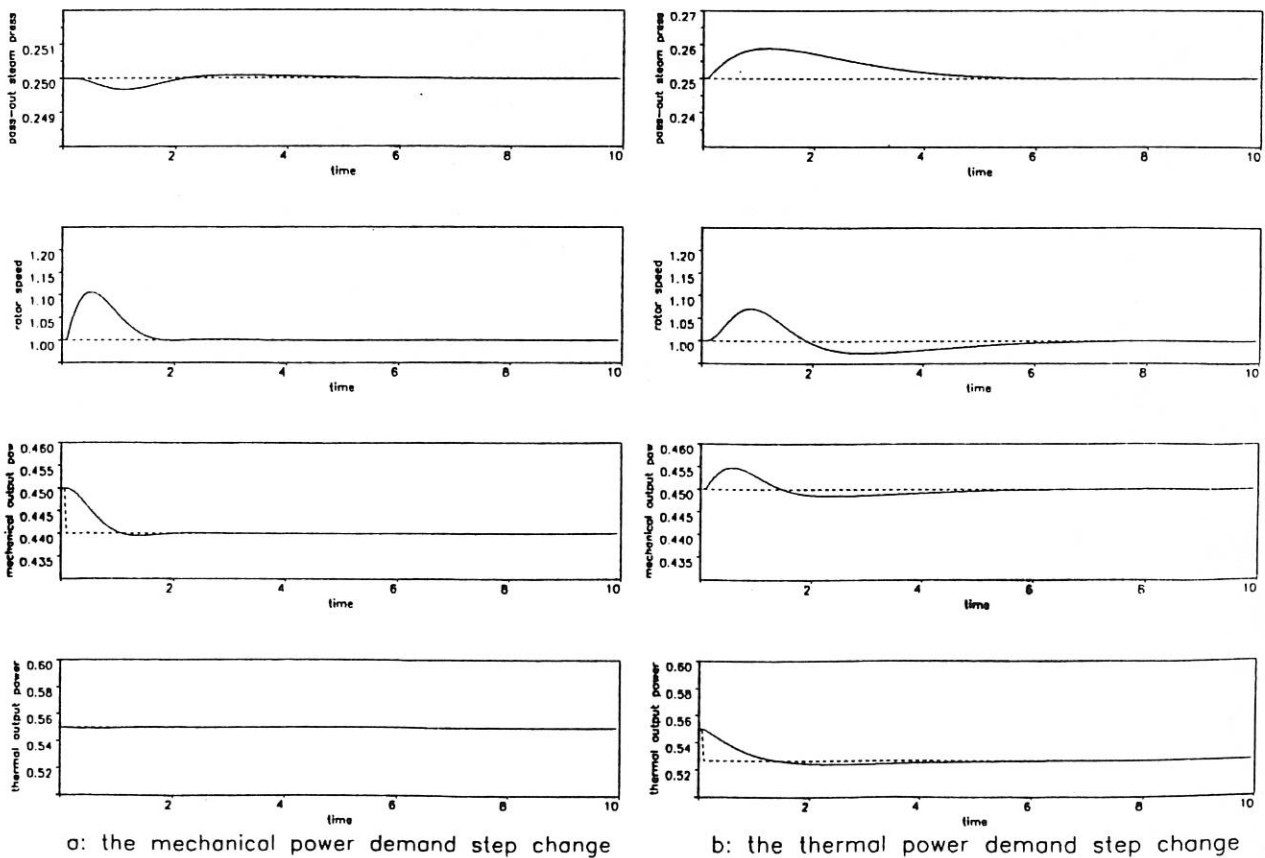 pass-out steam press
0.251
0.250
0.249
2 4 6 8 10
time
rotor speed
1.20
1.15
1.10
1.05
1.00
2 4 6 8 10
time
mechanical output pow
0.460
0.455
0.450
0.445
0.440
0.435
2 4 6 8 10
time
thermal output power
0.60
0.58
0.56
0.54
0.52
2 4 6 8 10
time
a: the mechanical power demand step change
pass-out steam press
0.27
0.26
0.25
0.24
2 4 6 8 10
time
rotor speed
1.20
1.15
1.10
1.05
1.00
2 4 6 8 10
time
mechanical output pow
0.460
0.455
0.450
0.445
0.440
0.435
2 4 6 8 10
time
thermal output power
0.60
0.58
0.56
0.54
0.52
2 4 6 8 10
time
b: the thermal power demand step change